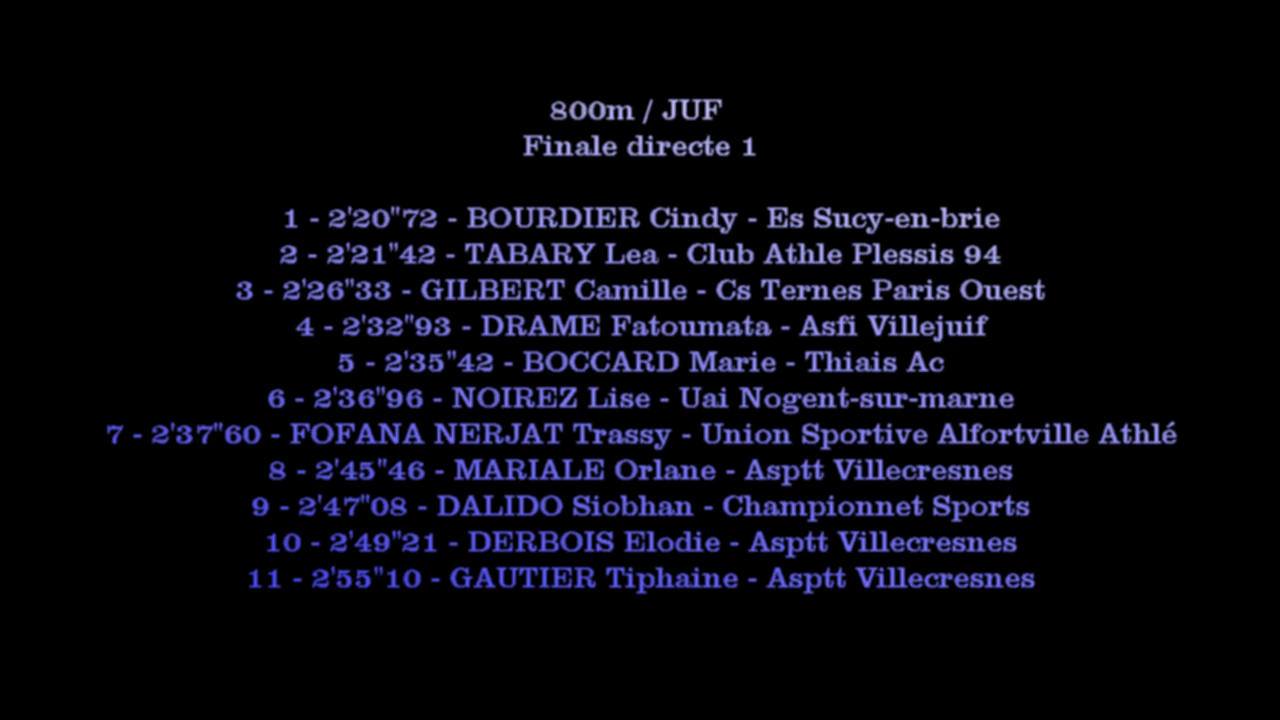 800m / JUF
Finale directe 1
1 - 2'20"72 - BOURDIER Cindy - Es Sucy-en-brie
2 - 2'21"42 - TABARY Lea - Club Athle Plessis 94
3 - 2'26"33 - GILBERT Camille - Cs Ternes Paris Ouest
4 - 2'32"93 - DRAME Fatoumata - Asfi Villejuif
5 - 2'35"42 - BOCCARD Marie - Thiais Ac
6 - 2'36"96 - NOIREZ Lise - Uai Nogent-sur-marne
7 - 2'37"60 - FOFANA NERJAT Trassy - Union Sportive Alfortville Athlé
8 - 2'45"46 - MARIALE Orlane - Asptt Villecresnes
9 - 2'47"08 - DALIDO Siobhan - Championnet Sports
10 - 2'49"21 - DERBOIS Elodie - Asptt Villecresnes
11 - 2'55"10 - GAUTIER Tiphaine - Asptt Villecresnes